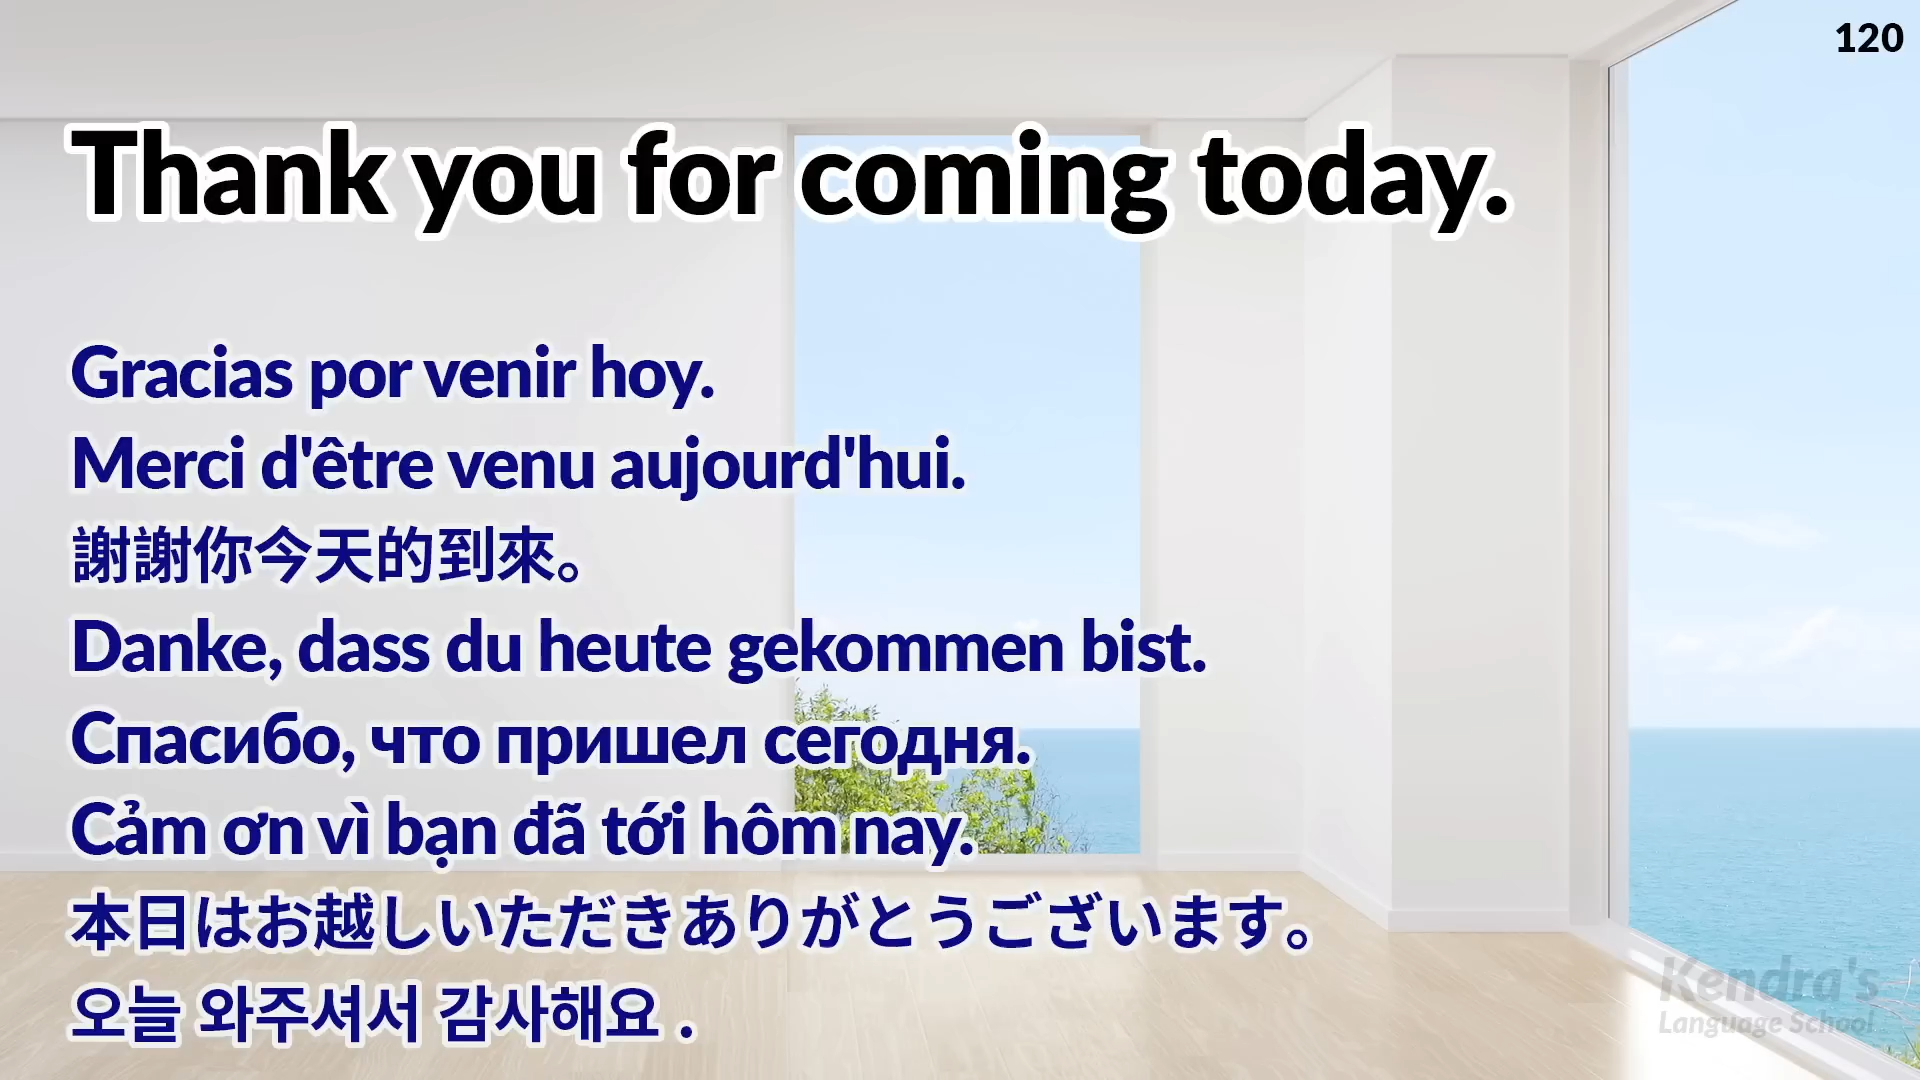 120
Thank you for coming today.
Gracias por venir hoy.
Merci d'être venu aujourd'hui.
謝謝你今天的到來。
Danke, dass du heute gekommen bist.
Спасибо, что пришел сегодня.
Cảm ơn vì bạn đã tới hôm nay.
本日はお越しいただきありがとうございます。
오늘 와주셔서 감사해요 .
Kendra's
Language School